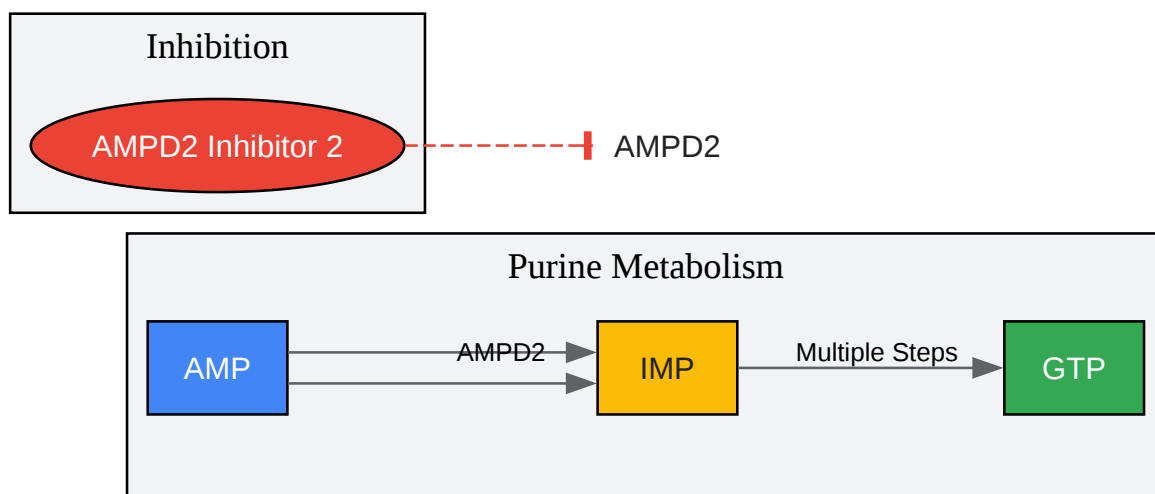 Inhibition
AMPD2 Inhibitor 2
AMPD2
Purine Metabolism
AMP
AMPD2
IMP
Multiple Steps
GTP